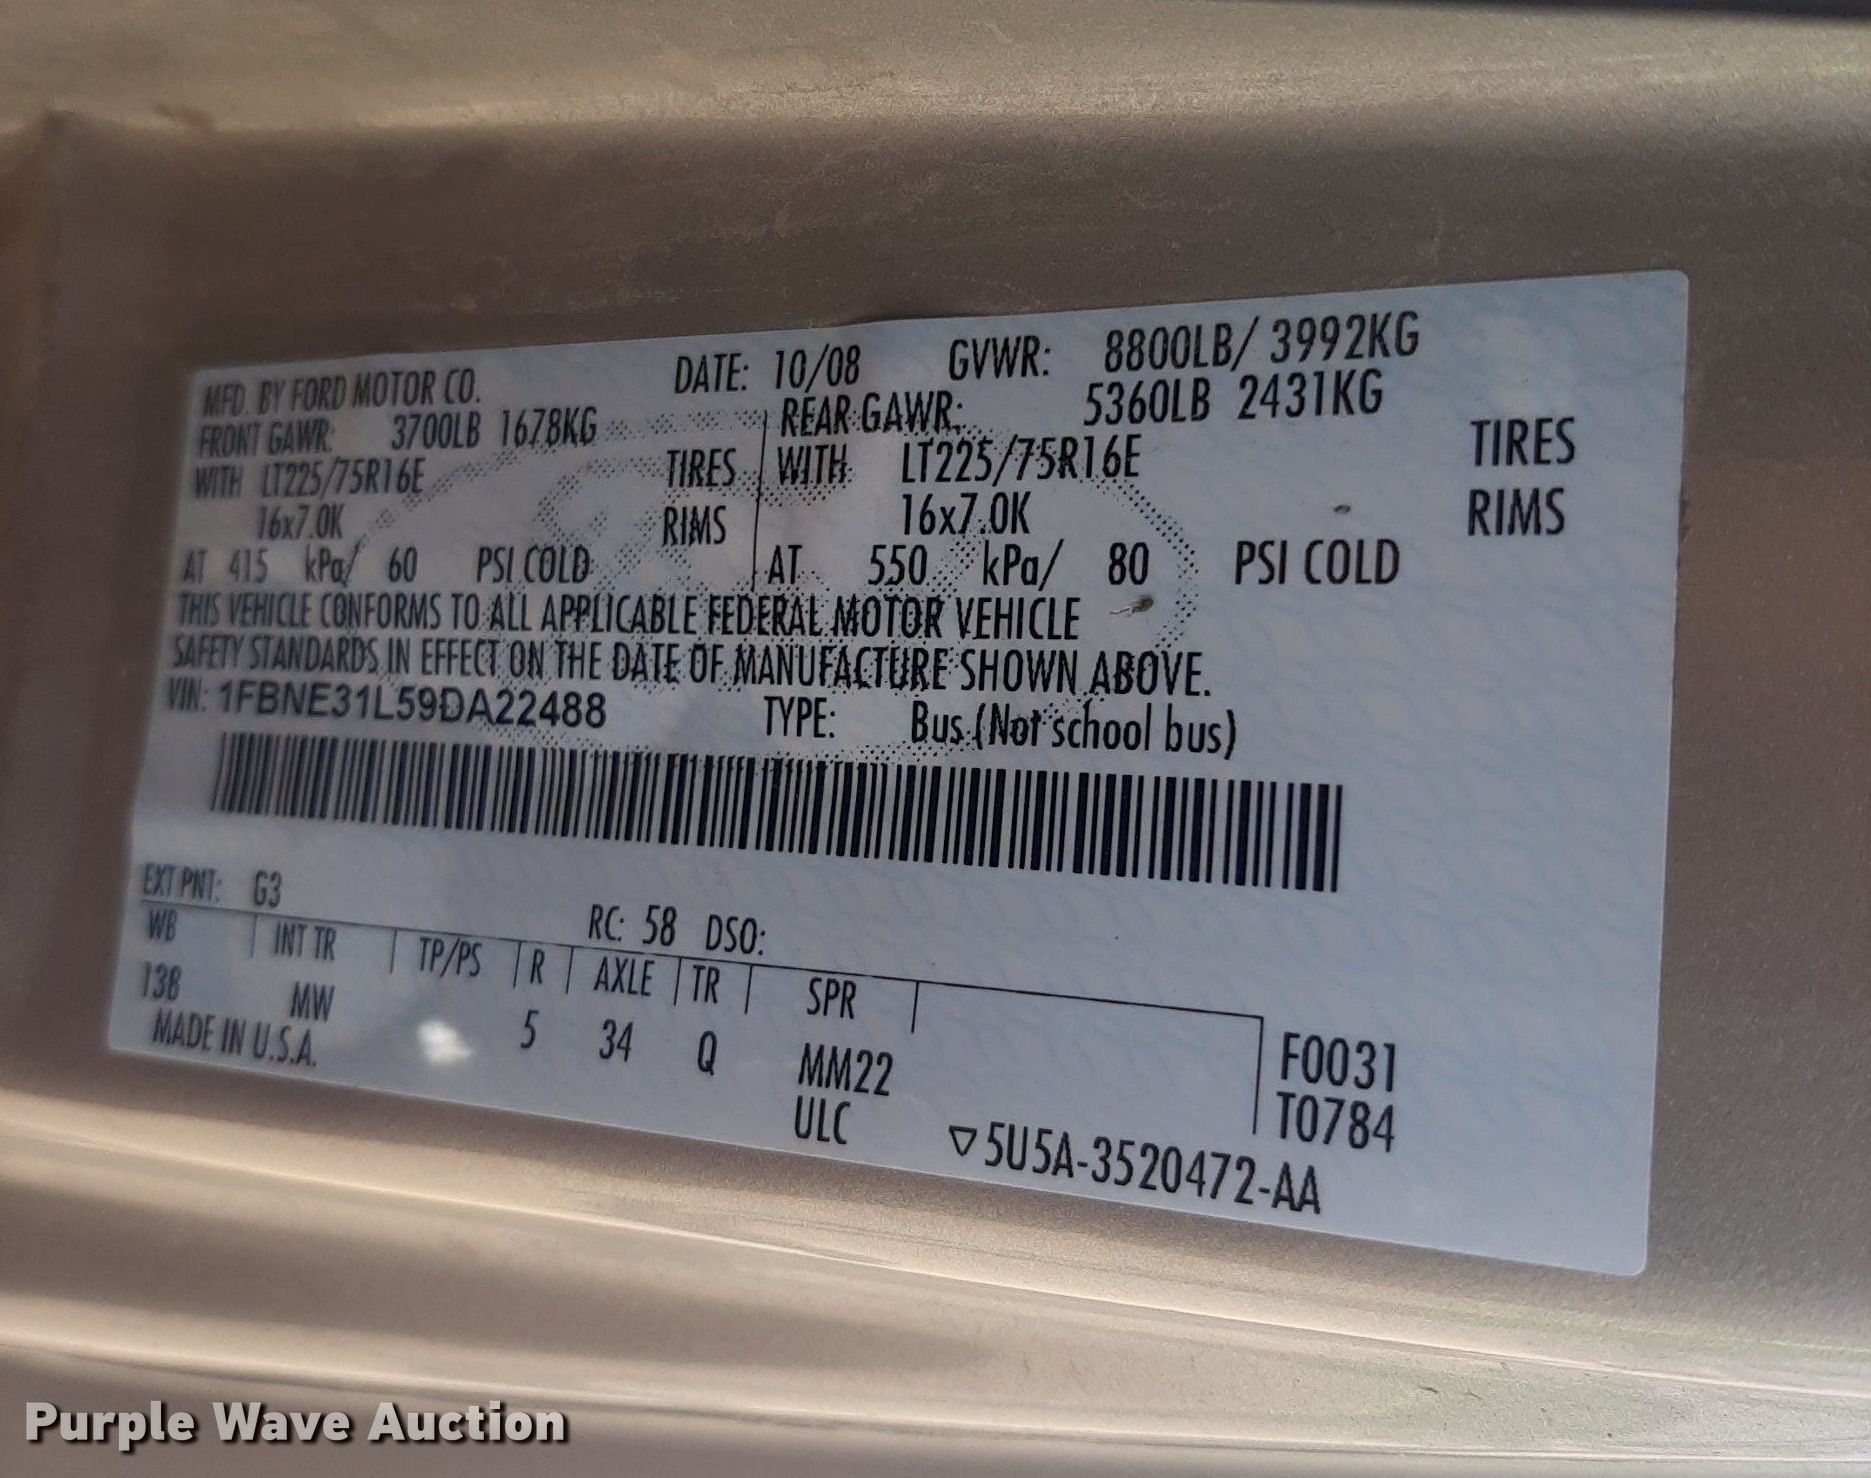 MFD. BY FORD MOTOR CO. DATE: 10/08 GVWR: 8800LB/ 3992KG
FRONT GAWR: 3700LB 1678KG REAR GAWR: 5360LB 2431KG
WITH LT225/75R16E TIRES WITH LT225/75R16E TIRES
16x7.0K RIMS 16x7.0K RIMS
AT 415 kPa/ 60 PSI COLD AT 550 kPa/ 80 PSI COLD
THIS VEHICLE CONFORMS TO ALL APPLICABLE FEDERAL MOTOR VEHICLE
SAFETY STANDARDS IN EFFECT ON THE DATE OF MANUFACTURE SHOWN ABOVE.
VIN: 1FBNE31L59DA22488 TYPE: Bus (Not school bus)
EXT PNT: G3 RC: 58 DSO:
WB INT TR TP/PS R AXLE TR SPR
138 MW 5 34 Q MM22 F0031
MADE IN U.S.A. ULC T0784
▽5U5A-3520472-AA
Purple Wave Auction